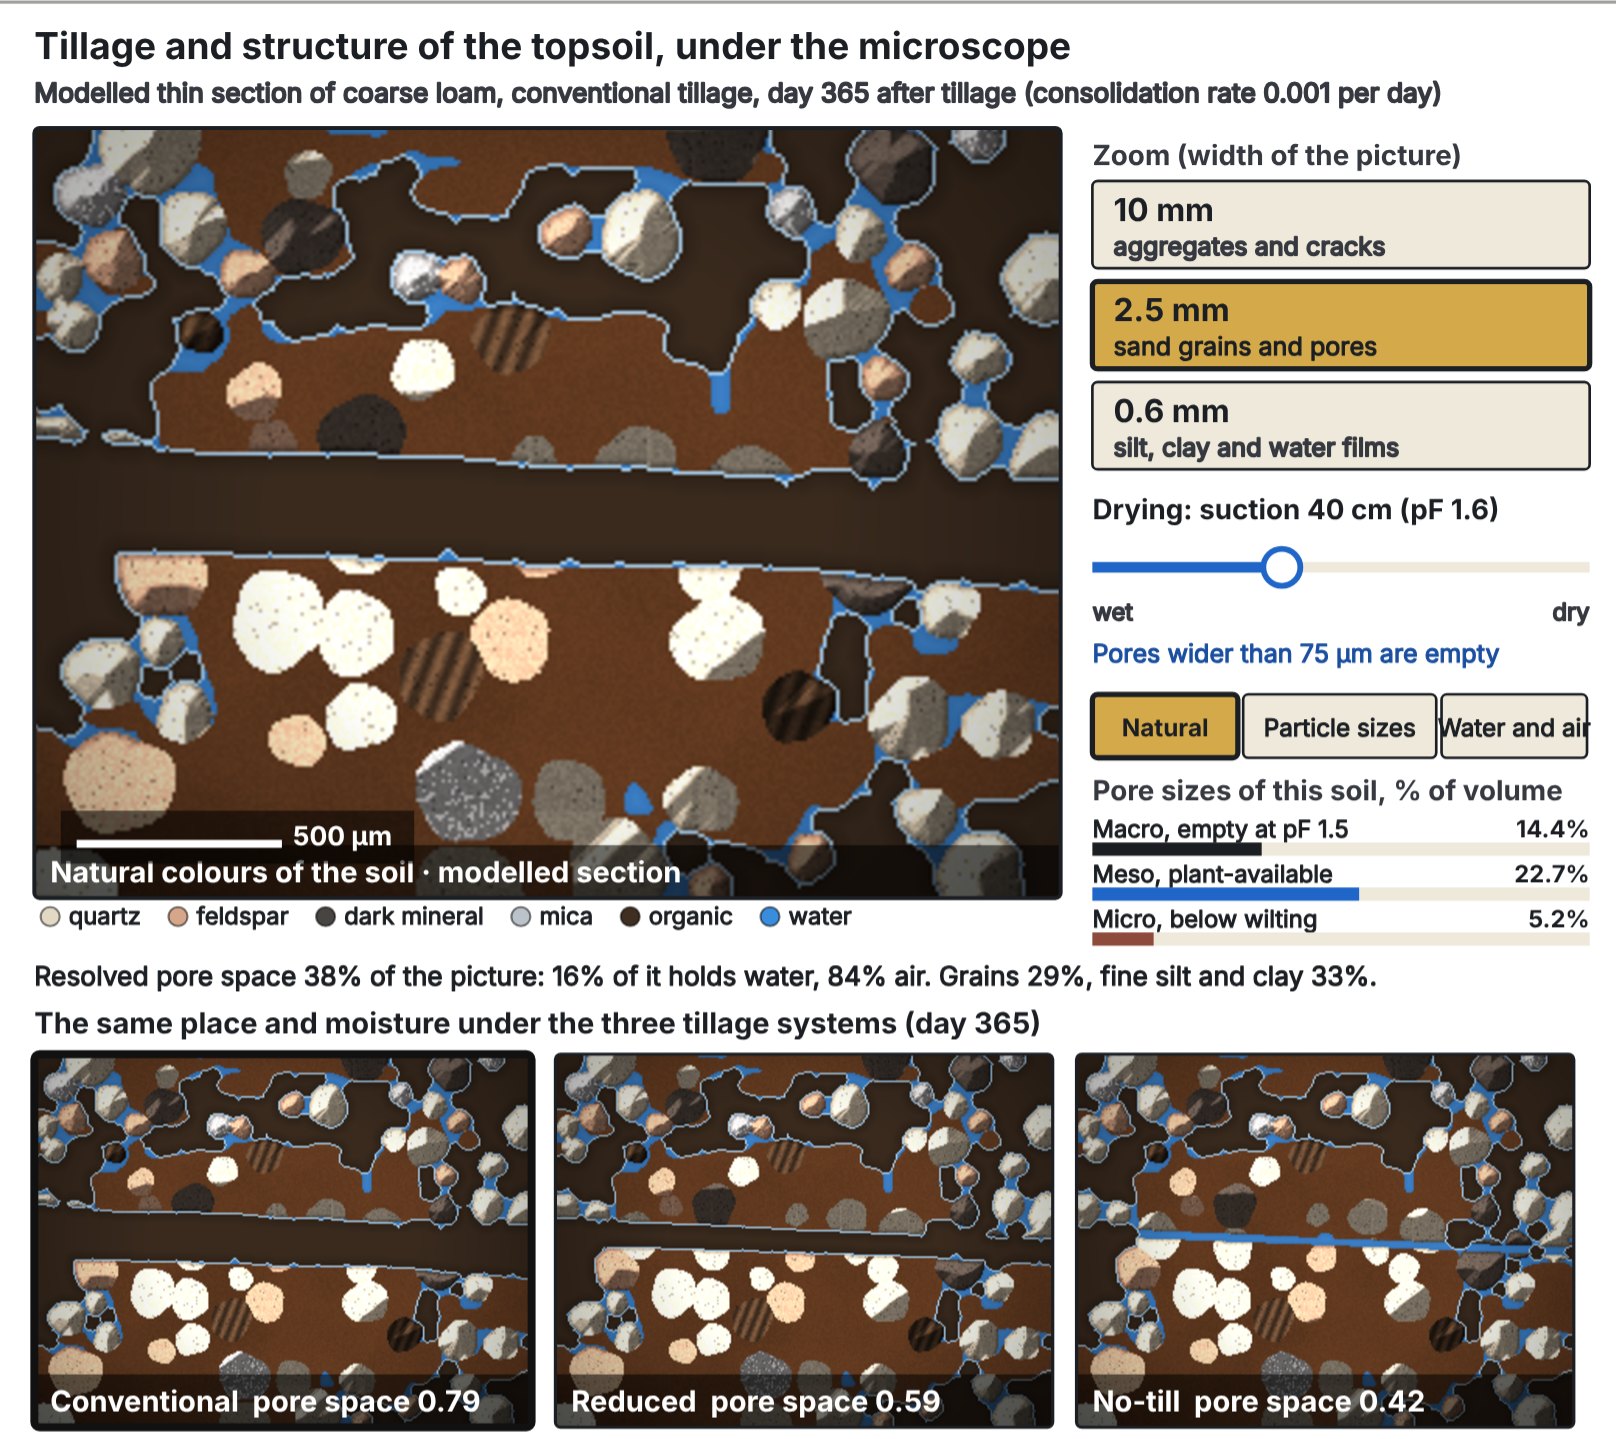 Tillage and structure of the topsoil, under the microscope
Modelled thin section of coarse loam, conventional tillage, day 365 after tillage (consolidation rate 0.001 per day)
Zoom (width of the picture)
10 mm
aggregates and cracks
2.5 mm
sand grains and pores
0.6 mm
silt, clay and water films
Drying: suction 40 cm (pF 1.6)
wet
dry
Pores wider than 75 µm are empty
Natural
Particle sizes
Water and air
Pore sizes of this soil, % of volume
Macro, empty at pF 1.5 14.4%
Meso, plant-available 22.7%
Micro, below wilting 5.2%
500 µm
Natural colours of the soil · modelled section
quartz feldspar dark mineral mica organic water
Resolved pore space 38% of the picture: 16% of it holds water, 84% air. Grains 29%, fine silt and clay 33%.
The same place and moisture under the three tillage systems (day 365)
Conventional pore space 0.79
Reduced pore space 0.59
No-till pore space 0.42